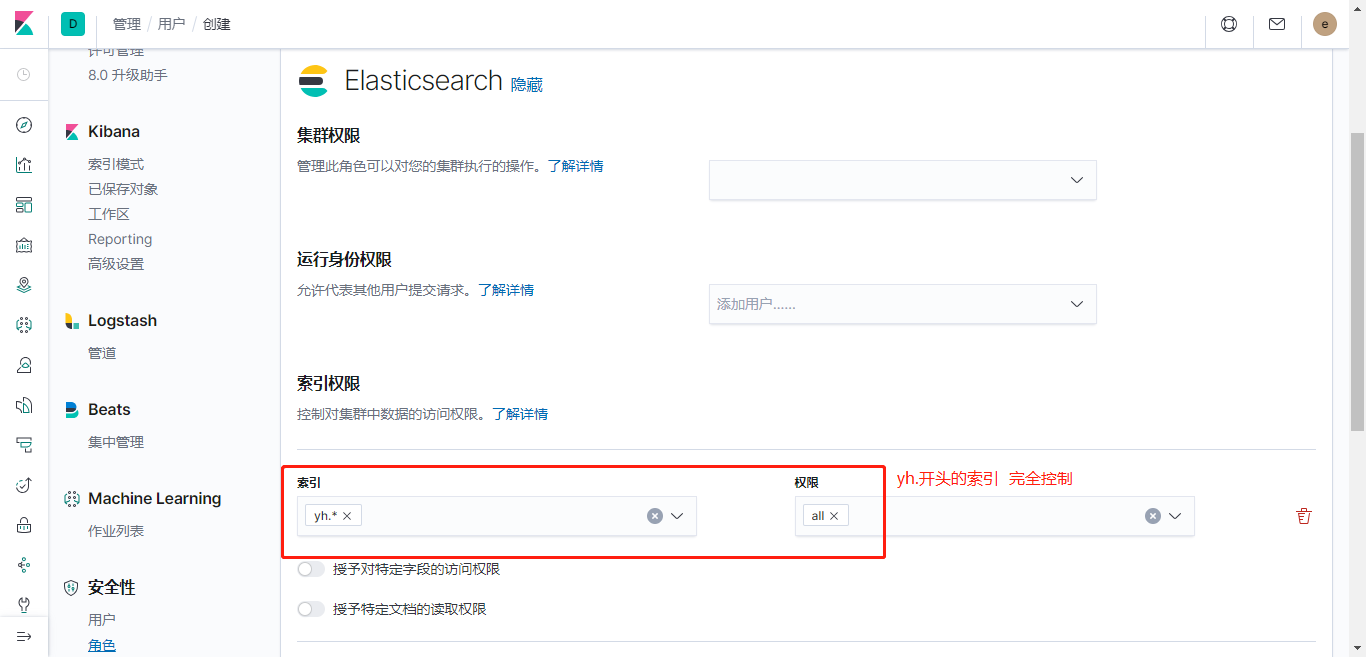 D 管理 / 用户 / 创建 e
许可管理
8.0 升级助手
Kibana
索引模式
已保存对象
工作区
Reporting
高级设置
Logstash
管道
Beats
集中管理
Machine Learning
作业列表
安全性
用户
角色
Elasticsearch 隐藏
集群权限
管理此角色可以对您的集群执行的操作。了解详情
运行身份权限
允许代表其他用户提交请求。了解详情
添加用户......
索引权限
控制对集群中数据的访问权限。了解详情
索引 权限
yh.开头的索引 完全控制
yh.* all
授予对特定字段的访问权限
授予特定文档的读取权限